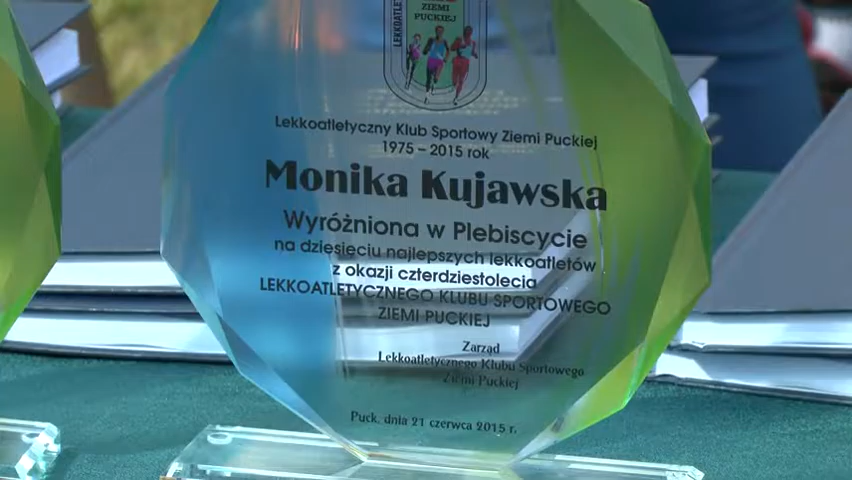 LEKKOATLE
ZIEMI
PUCKIEJ
Lekkoatletyczny Klub Sportowy Ziemi Puckiej
1975 – 2015 rok
Monika Kujawska
Wyróżniona w Plebiscycie
na dziesięciu najlepszych lekkoatletów
z okazji czterdziestolecia
LEKKOATLETYCZNEGO KLUBU SPORTOWEGO
ZIEMI PUCKIEJ
Zarząd
Lekkoatletycznego Klubu Sportowego
Ziemi Puckiej
Puck, dnia 21 czerwca 2015 r.